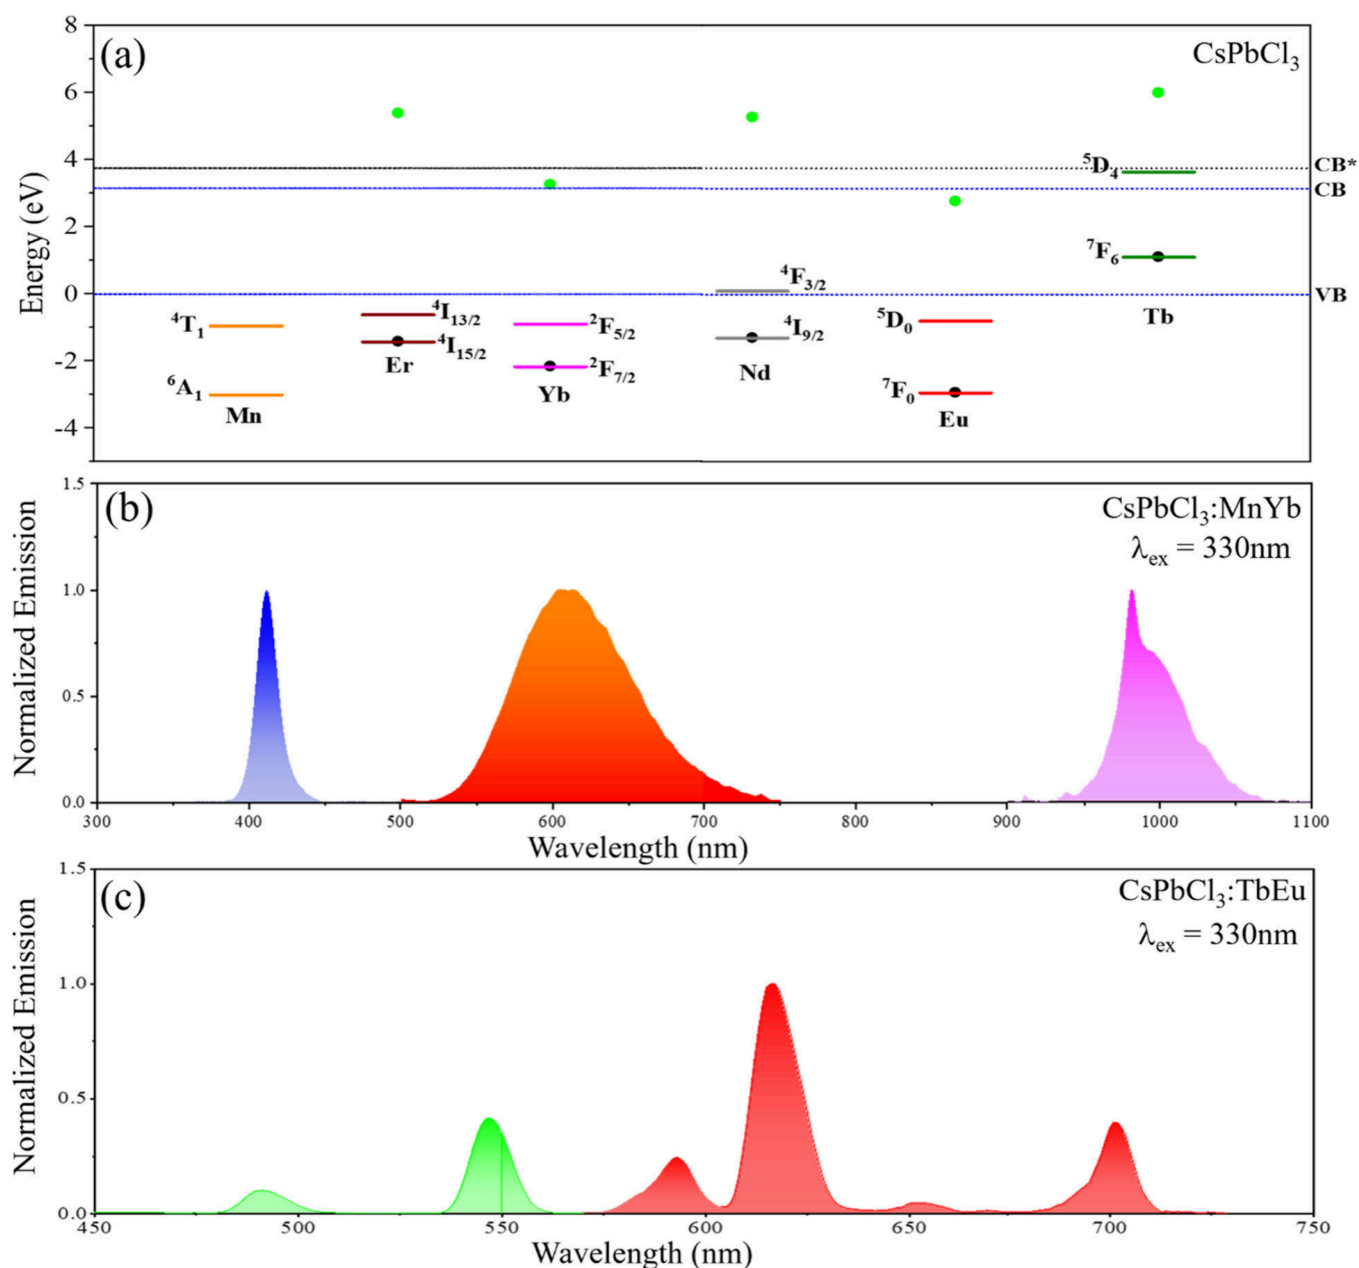 (a)
CsPbCl₃
Energy (eV)
8
6
4
2
0
-2
-4
CB*
CB
VB
⁴T₁
⁶A₁
Mn
⁴I₁₃/₂
⁴I₁₅/₂
Er
²F₅/₂
²F₇/₂
Yb
⁴F₃/₂
⁴I₉/₂
Nd
⁵D₀
⁷F₀
Eu
⁵D₄
⁷F₆
Tb
(b)
CsPbCl₃:MnYb
λₑₓ = 330nm
Normalized Emission
1.5
1.0
0.5
0.0
300 400 500 600 700 800 900 1000 1100
Wavelength (nm)
(c)
CsPbCl₃:TbEu
λₑₓ = 330nm
Normalized Emission
1.5
1.0
0.5
0.0
450 500 550 600 650 700 750
Wavelength (nm)